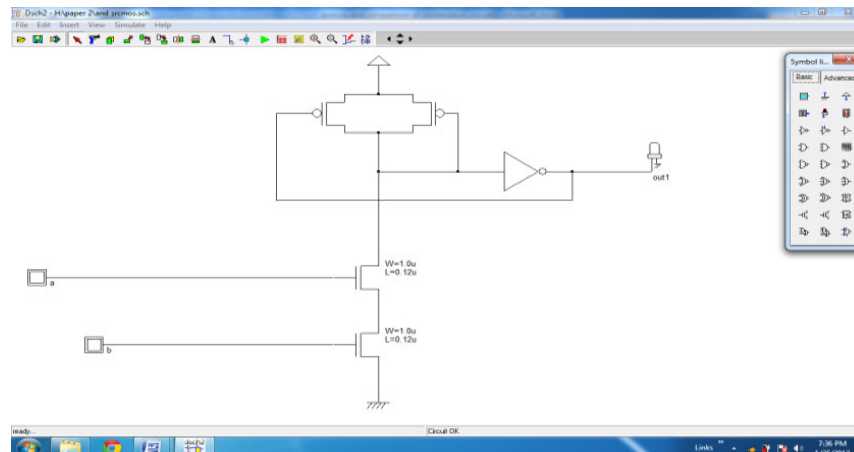 Dsch2 - H:\paper 2\and srcmos.sch
File Edit Insert View Simulate Help
Symbol li...
Basic Advanced
out1
W=1.0u
L=0.12u
a
W=1.0u
L=0.12u
b
ready...
Circuit OK
Links
7:36 PM